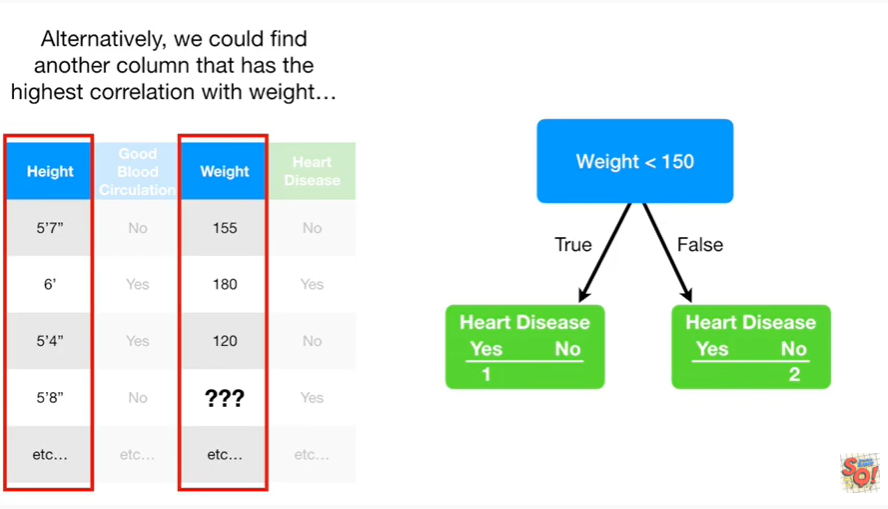 Alternatively, we could find
another column that has the
highest correlation with weight…
Height Good Blood Circulation Weight Heart Disease
5'7” No 155 No
6' Yes 180 Yes
5'4” Yes 120 No
5'8” No ??? Yes
etc… etc… etc… etc…
Weight < 150
True False
Heart Disease
Yes No
1
Heart Disease
Yes No
2
SQ!